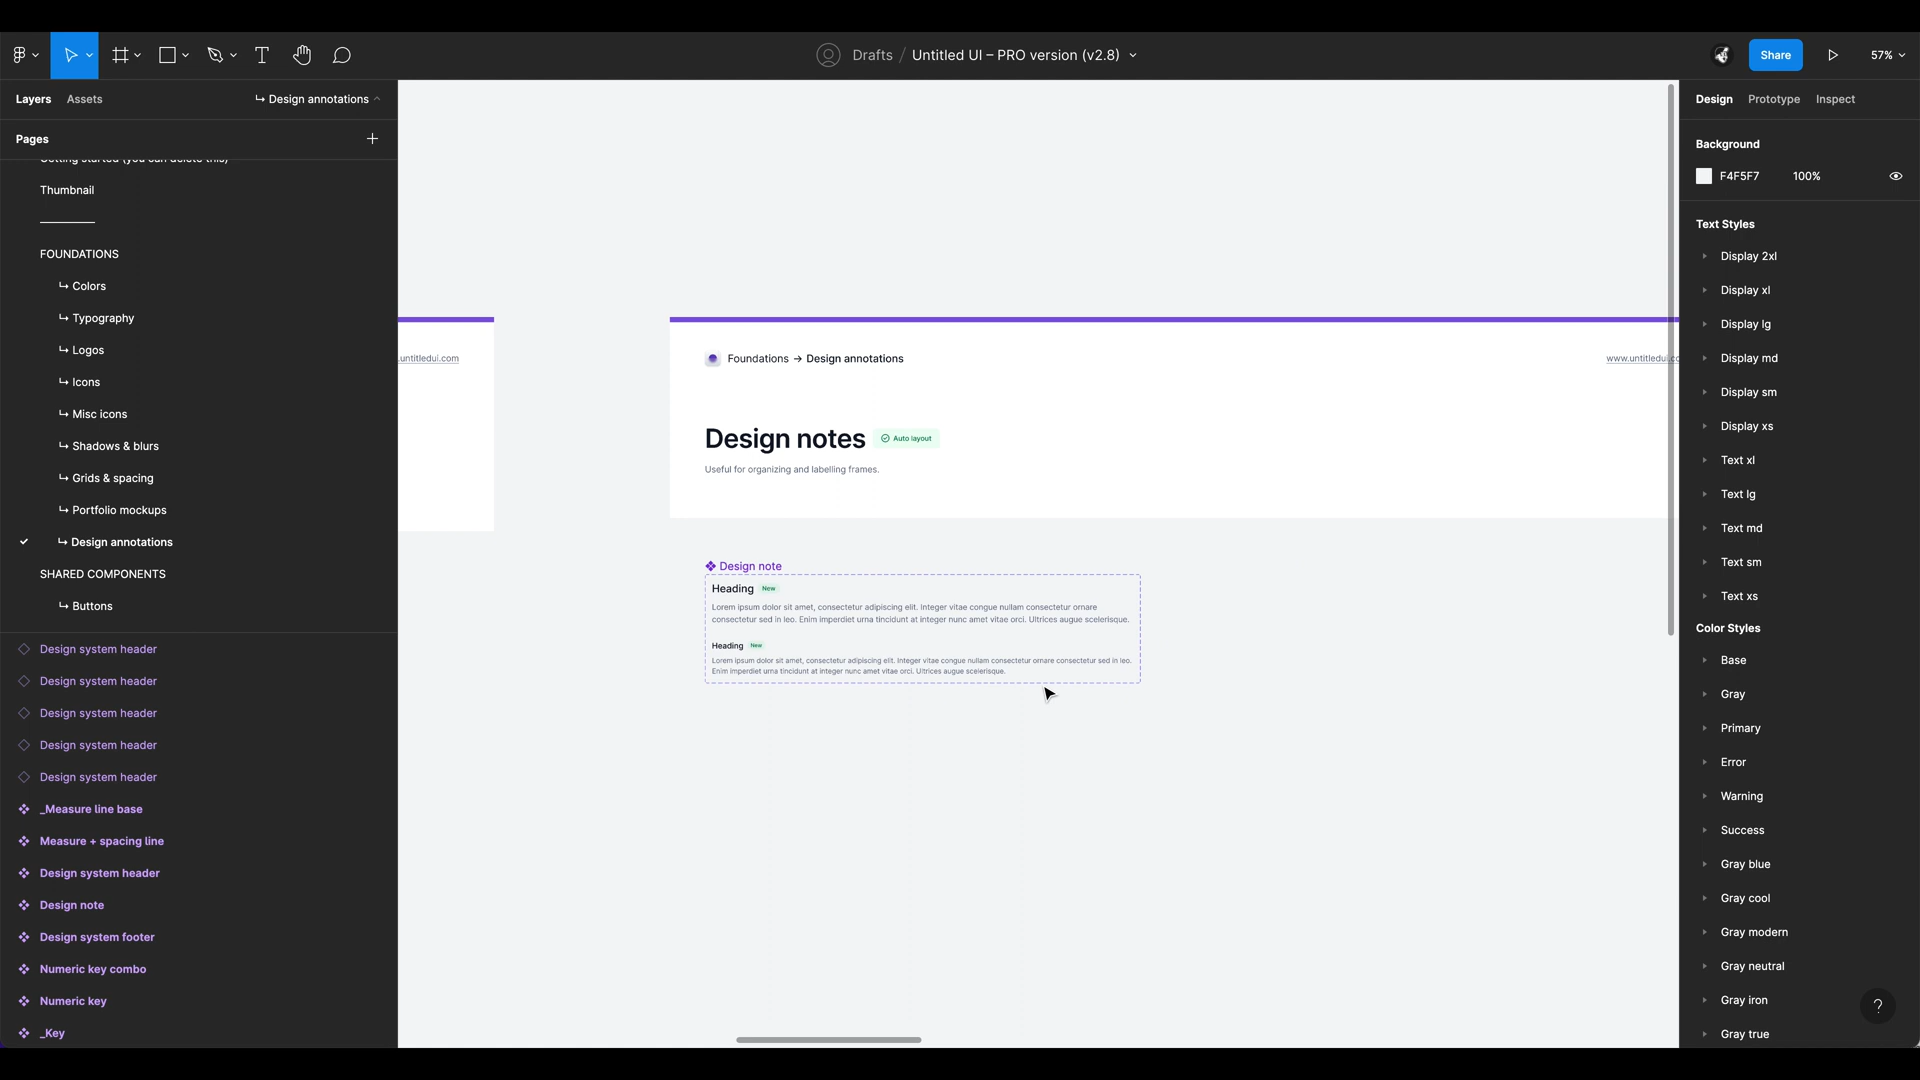 Drafts / Untitled UI – PRO version (v2.8)
Share
57%
Layers
Assets
↳ Design annotations
Pages
Getting started (you can delete this)
Thumbnail
FOUNDATIONS
↳ Colors
↳ Typography
↳ Logos
↳ Icons
↳ Misc icons
↳ Shadows & blurs
↳ Grids & spacing
↳ Portfolio mockups
↳ Design annotations
SHARED COMPONENTS
↳ Buttons
Design system header
Design system header
Design system header
Design system header
Design system header
_Measure line base
Measure + spacing line
Design system header
Design note
Design system footer
Numeric key combo
Numeric key
_Key
.untitledui.com
Foundations → Design annotations
www.untitledui.co
Design notes
Auto layout
Useful for organizing and labelling frames.
Design note
Heading
New
Lorem ipsum dolor sit amet, consectetur adipiscing elit. Integer vitae congue nullam consectetur ornare
consectetur sed in leo. Enim imperdiet urna tincidunt at integer nunc amet vitae orci. Ultrices augue scelerisque.
Heading
New
Lorem ipsum dolor sit amet, consectetur adipiscing elit. Integer vitae congue nullam consectetur ornare consectetur sed in leo.
Enim imperdiet urna tincidunt at integer nunc amet vitae orci. Ultrices augue scelerisque.
Design
Prototype
Inspect
Background
F4F5F7
100%
Text Styles
Display 2xl
Display xl
Display lg
Display md
Display sm
Display xs
Text xl
Text lg
Text md
Text sm
Text xs
Color Styles
Base
Gray
Primary
Error
Warning
Success
Gray blue
Gray cool
Gray modern
Gray neutral
Gray iron
Gray true
?